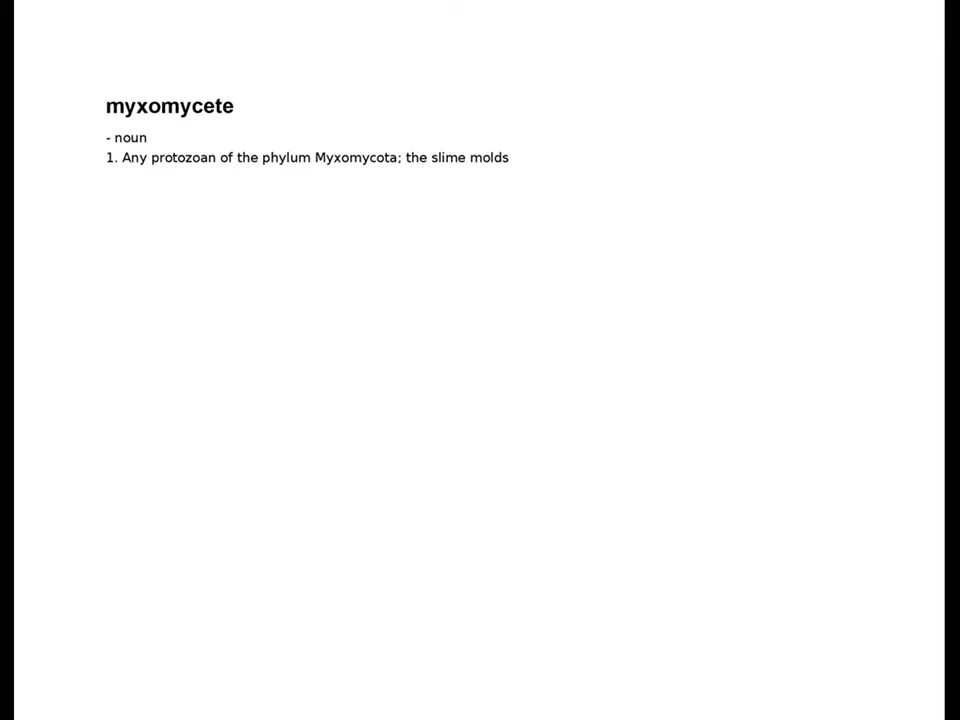 myxomycete
- noun
1. Any protozoan of the phylum Myxomycota; the slime molds